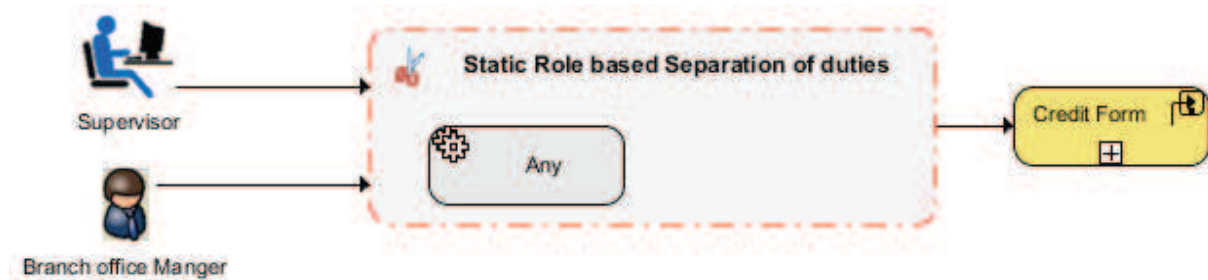 Static Role based Separation of duties
Supervisor
Credit Form
Any
Branch office Manger